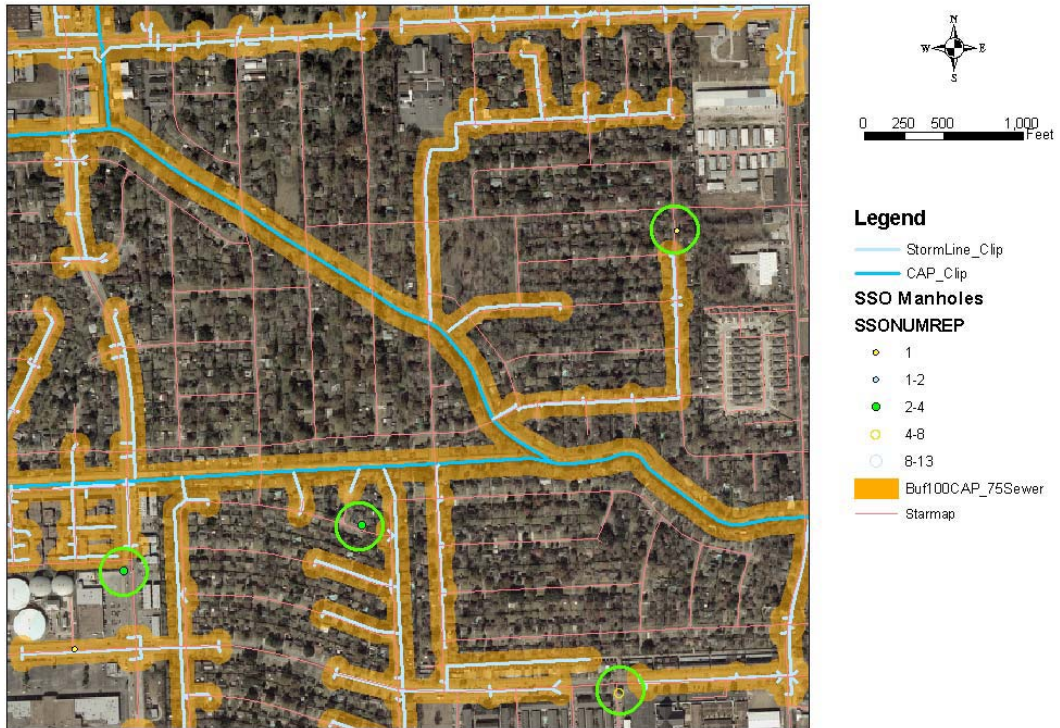 N
W E
S
0 250 500 1,000
Feet
Legend
StormLine_Clip
CAP_Clip
SSO Manholes
SSONUMREP
1
1-2
2-4
4-8
8-13
Buf100CAP_75Sewer
Starmap